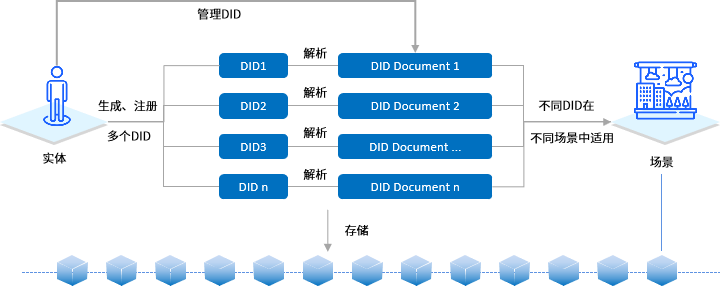 管理DID
DID1
解析
DID Document 1
生成、注册
多个DID
DID2
解析
DID Document 2
不同DID在
不同场景中适用
DID3
解析
DID Document ...
实体
场景
DID n
解析
DID Document n
存储